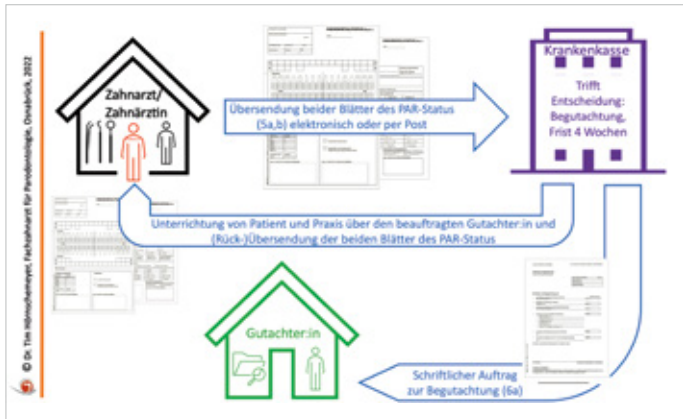 © Dr. Tim Hörnschemeyer, Fachzahnarzt für Parodontologie, Osnabrück, 2022
Zahnarzt/
Zahnärztin
Übersendung beider Blätter des PAR-Status
(5a,b) elektronisch oder per Post
Krankenkasse
Trifft
Entscheidung:
Begutachtung,
Frist 4 Wochen
Unterrichtung von Patient und Praxis über den beauftragten Gutachter:in und
(Rück-)Übersendung der beiden Blätter des PAR-Status
Gutachter:in
Schriftlicher Auftrag
zur Begutachtung (6a)